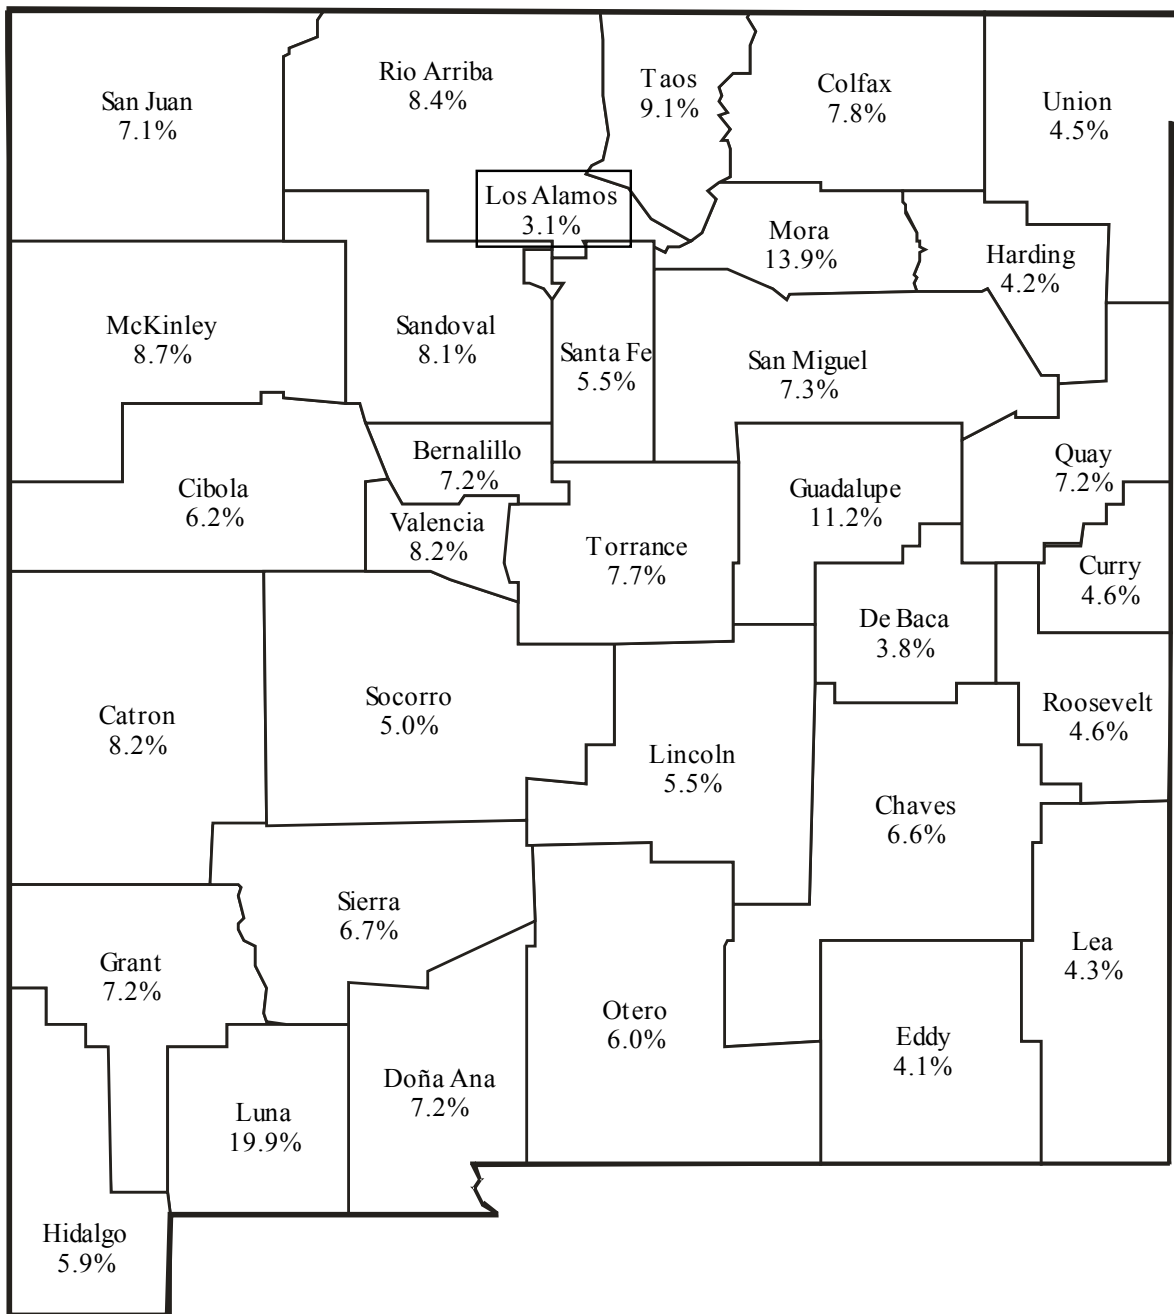 San Juan
7.1%
Rio Arriba
8.4%
Taos
9.1%
Colfax
7.8%
Union
4.5%
Los Alamos
3.1%
Mora
13.9%
Harding
4.2%
McKinley
8.7%
Sandoval
8.1%
Santa Fe
5.5%
San Miguel
7.3%
Bernalillo
7.2%
Quay
7.2%
Cibola
6.2%
Guadalupe
11.2%
Valencia
8.2%
Torrance
7.7%
Curry
4.6%
De Baca
3.8%
Catron
8.2%
Socorro
5.0%
Roosevelt
4.6%
Lincoln
5.5%
Chaves
6.6%
Sierra
6.7%
Lea
4.3%
Grant
7.2%
Otero
6.0%
Eddy
4.1%
Doña Ana
7.2%
Luna
19.9%
Hidalgo
5.9%